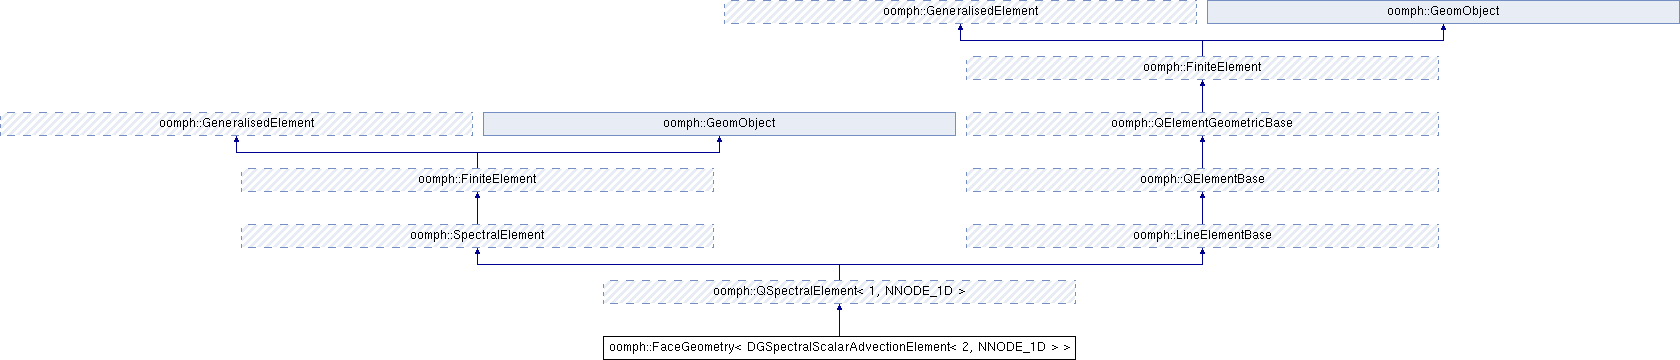 oomph::GeneralisedElement
oomph::GeomObject
oomph::FiniteElement
oomph::GeneralisedElement
oomph::GeomObject
oomph::QElementGeometricBase
oomph::FiniteElement
oomph::QElementBase
oomph::SpectralElement
oomph::LineElementBase
oomph::QSpectralElement< 1, NNODE_1D >
oomph::FaceGeometry< DGSpectralScalarAdvectionElement< 2, NNODE_1D > >